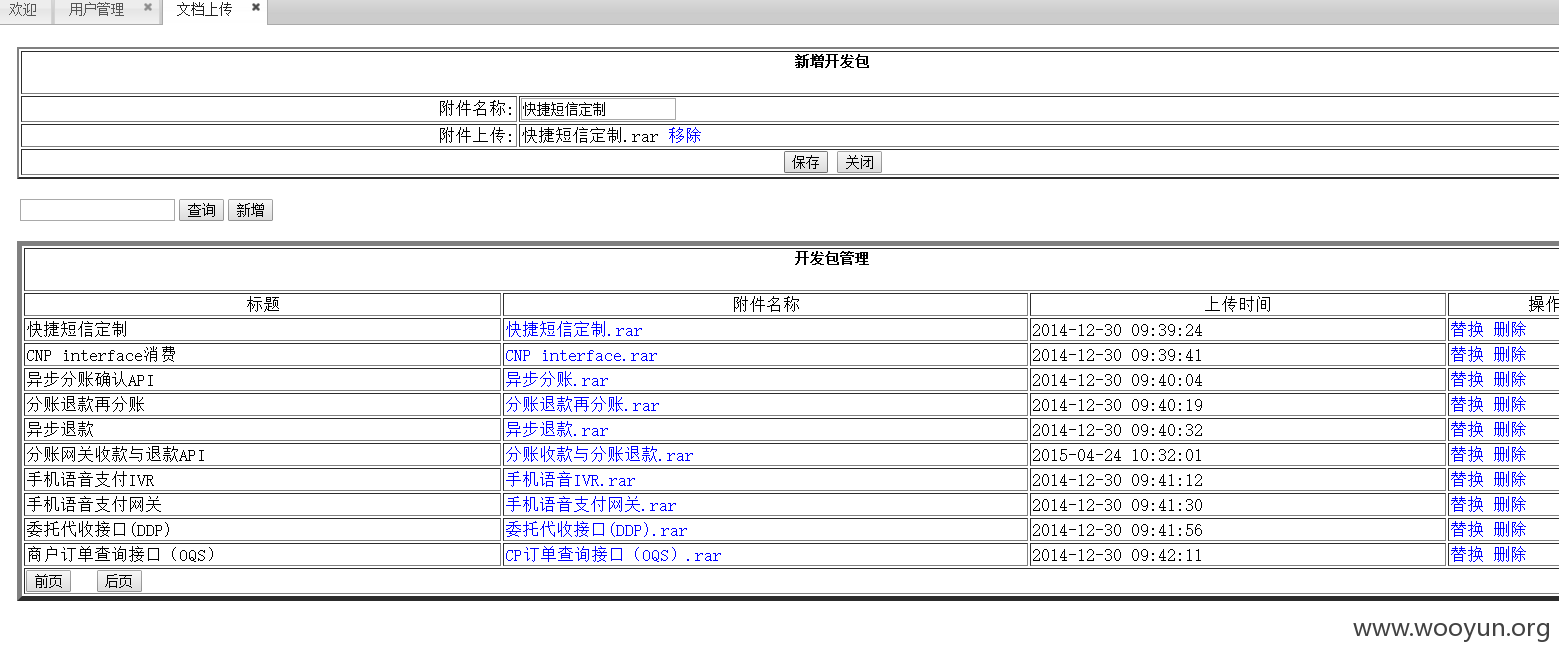 欢迎 用户管理 × 文档上传 ×
新增开发包
附件名称: 快捷短信定制
附件上传: 快捷短信定制.rar 移除
保存 关闭
查询 新增
开发包管理
标题 附件名称 上传时间 操作
快捷短信定制 快捷短信定制.rar 2014-12-30 09:39:24 替换 删除
CNP interface消费 CNP interface.rar 2014-12-30 09:39:41 替换 删除
异步分账确认API 异步分账.rar 2014-12-30 09:40:04 替换 删除
分账退款再分账 分账退款再分账.rar 2014-12-30 09:40:19 替换 删除
异步退款 异步退款.rar 2014-12-30 09:40:32 替换 删除
分账网关收款与退款API 分账收款与分账退款.rar 2015-04-24 10:32:01 替换 删除
手机语音支付IVR 手机语音IVR.rar 2014-12-30 09:41:12 替换 删除
手机语音支付网关 手机语音支付网关.rar 2014-12-30 09:41:30 替换 删除
委托代收接口(DDP) 委托代收接口(DDP).rar 2014-12-30 09:41:56 替换 删除
商户订单查询接口（OQS） CP订单查询接口（OQS）.rar 2014-12-30 09:42:11 替换 删除
前页 后页
www.wooyun.org